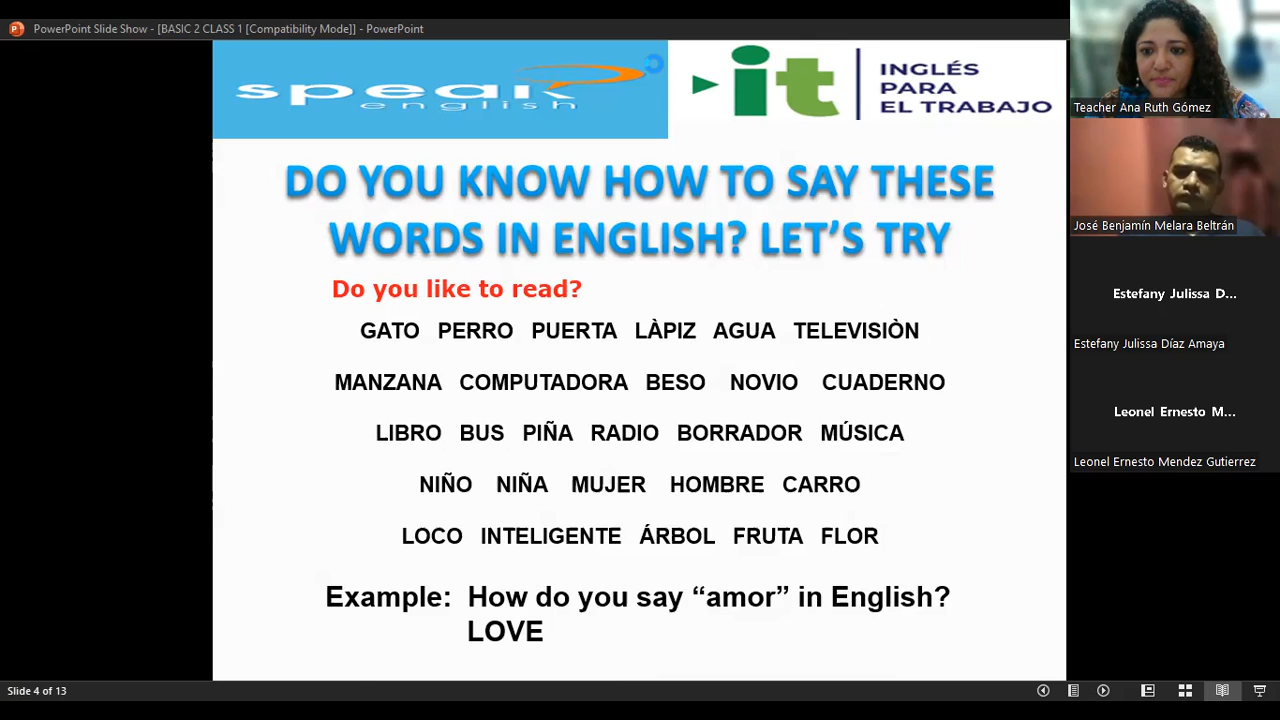 PowerPoint Slide Show - [BASIC 2 CLASS 1 [Compatibility Mode]] - PowerPoint
speak
english
it
INGLÉS
PARA
EL TRABAJO
DO YOU KNOW HOW TO SAY THESE
WORDS IN ENGLISH? LET'S TRY
Do you like to read?
GATO PERRO PUERTA LÀPIZ AGUA TELEVISIÒN
MANZANA COMPUTADORA BESO NOVIO CUADERNO
LIBRO BUS PIÑA RADIO BORRADOR MÚSICA
NIÑO NIÑA MUJER HOMBRE CARRO
LOCO INTELIGENTE ÁRBOL FRUTA FLOR
Example: How do you say “amor” in English?
LOVE
Slide 4 of 13
Teacher Ana Ruth Gómez
José Benjamín Melara Beltrán
Estefany Julissa D...
Estefany Julissa Díaz Amaya
Leonel Ernesto M...
Leonel Ernesto Mendez Gutierrez